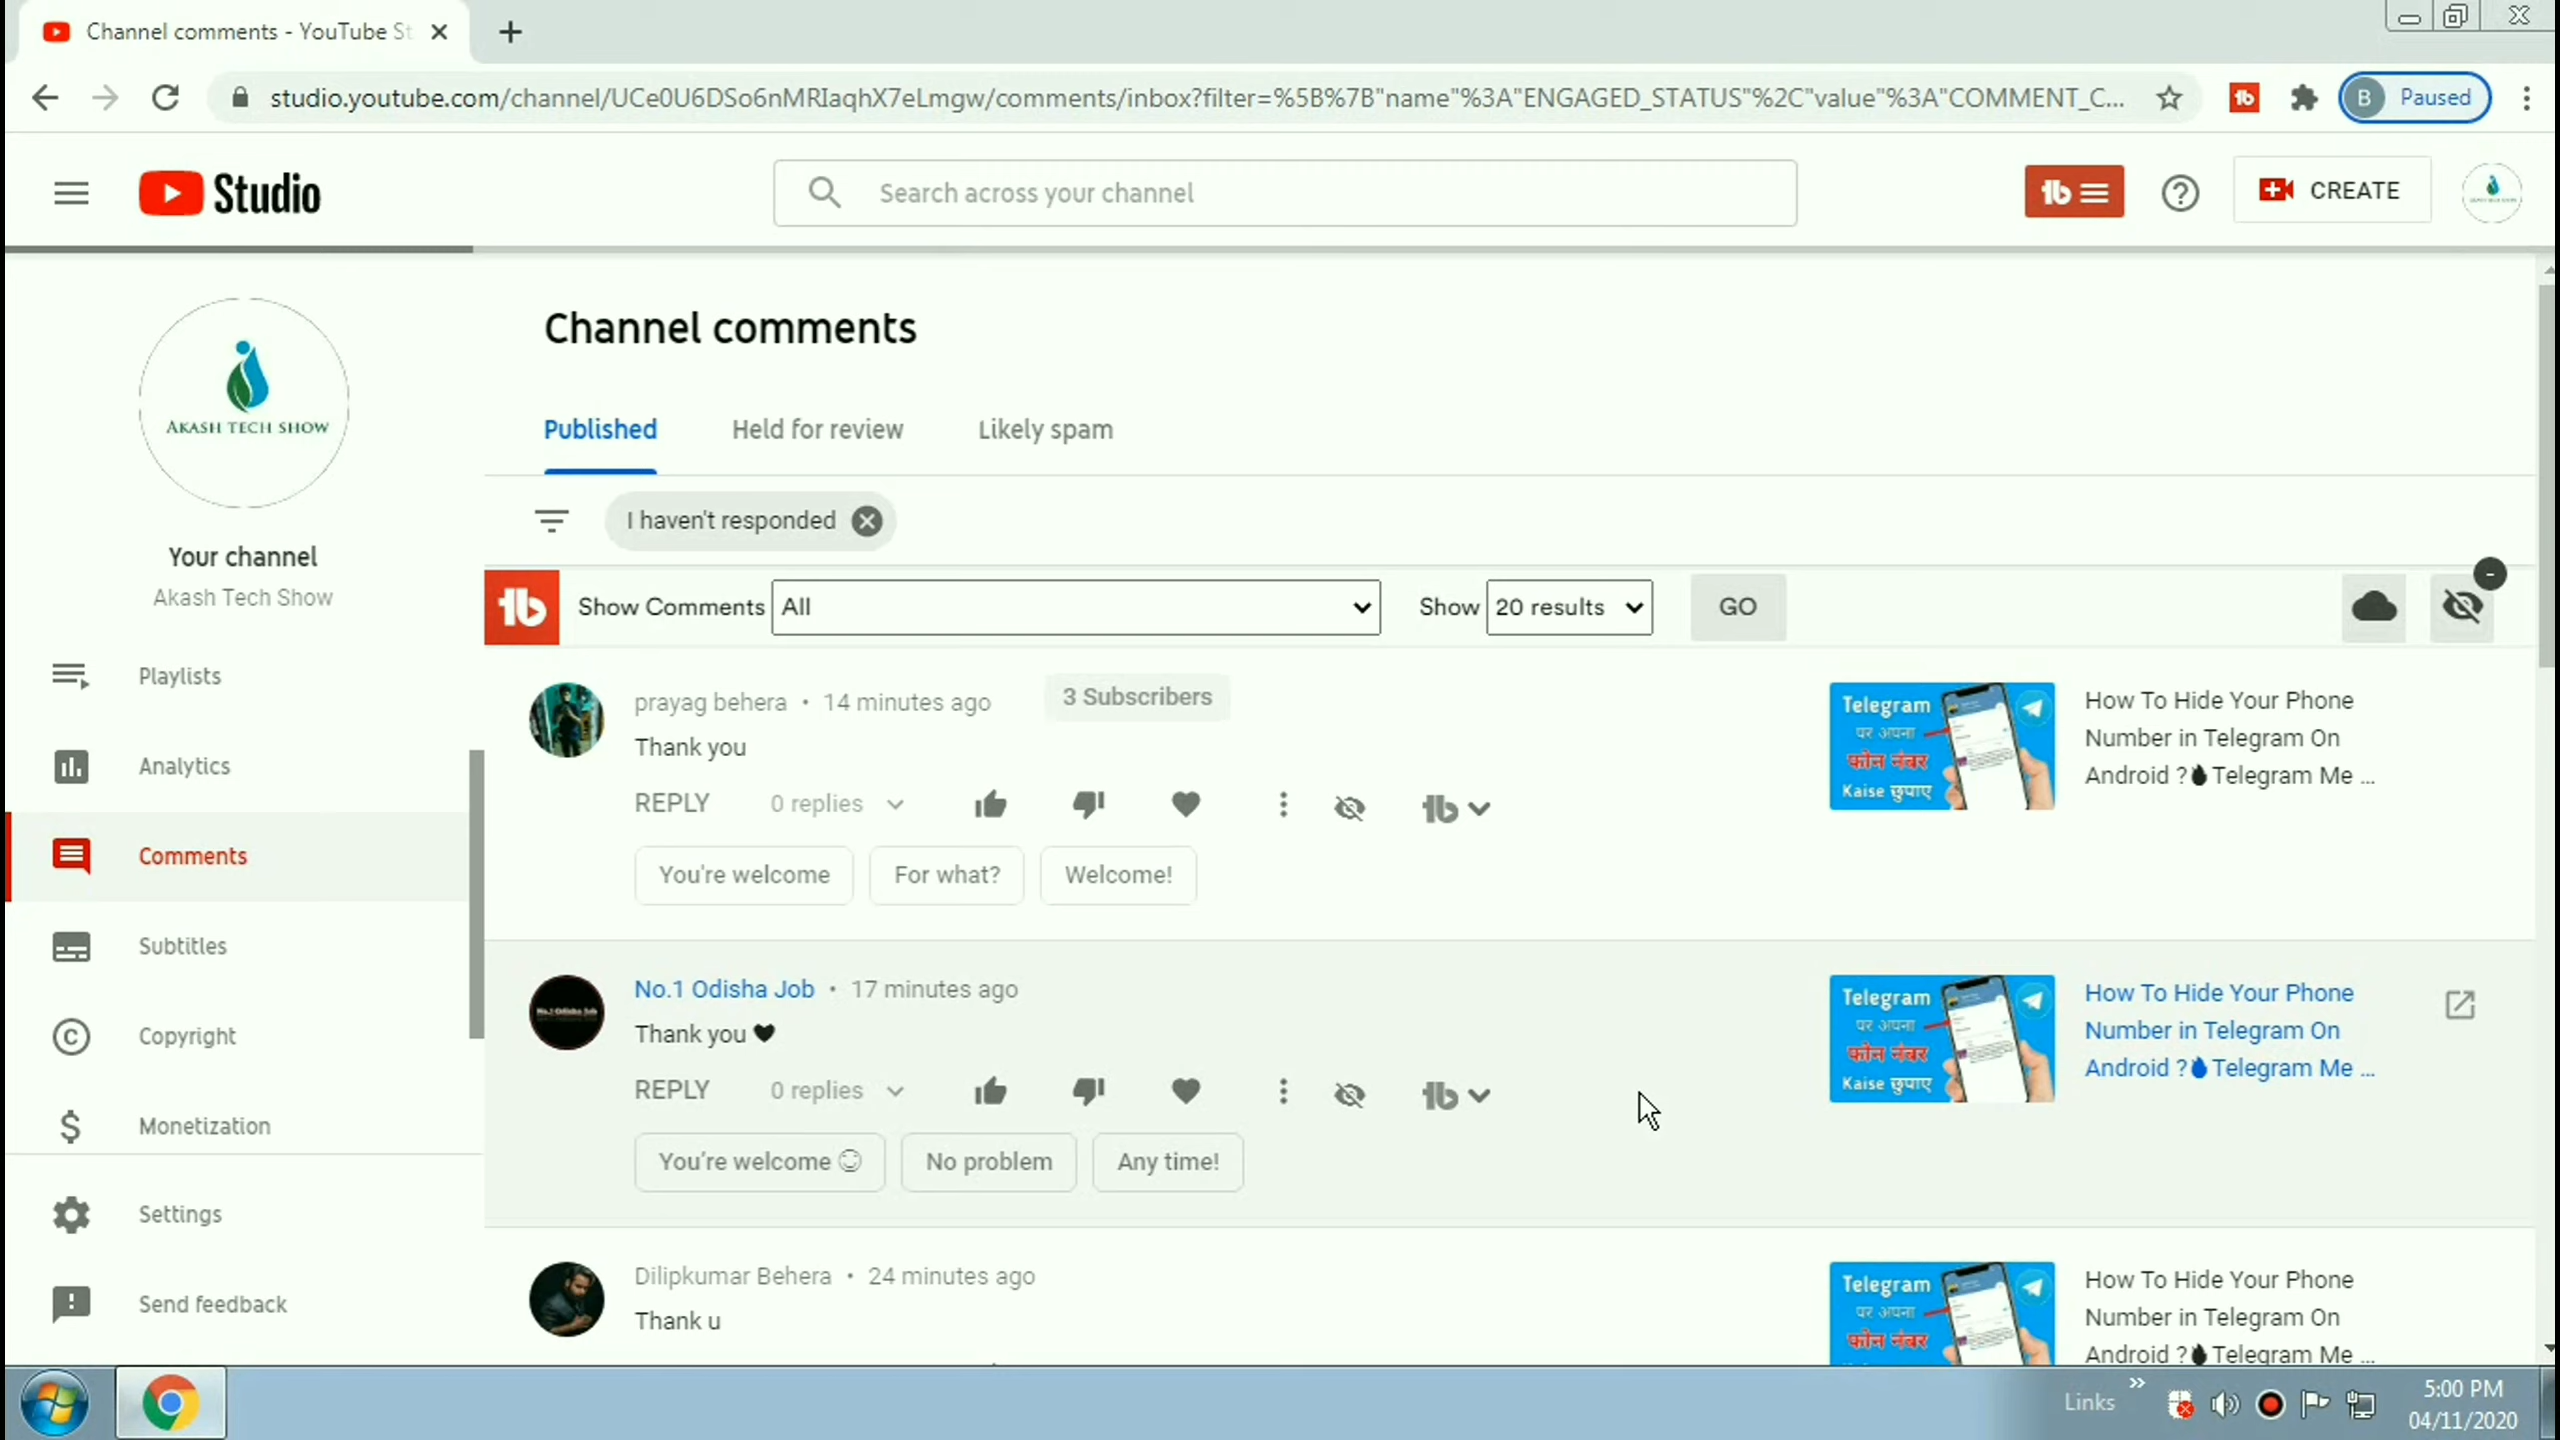 Channel comments - YouTube St
studio.youtube.com/channel/UCe0U6DSo6nMRIaqhX7eLmgw/comments/inbox?filter=%5B%7B"name"%3A"ENGAGED_STATUS"%2C"value"%3A"COMMENT_C...
B Paused
Studio
Search across your channel
CREATE
AKASH TECH SHOW
Your channel
Akash Tech Show
Playlists
Analytics
Comments
Subtitles
Copyright
Monetization
Settings
Send feedback
Channel comments
Published Held for review Likely spam
I haven't responded
Show Comments All Show 20 results GO
prayag behera • 14 minutes ago 3 Subscribers
Thank you
REPLY 0 replies
You're welcome For what? Welcome!
Telegram
पर अपना
फोन नंबर
Kaise छुपाए
How To Hide Your Phone
Number in Telegram On
Android ? Telegram Me ...
No.1 Odisha Job • 17 minutes ago
Thank you 🖤
REPLY 0 replies
You're welcome ☺ No problem Any time!
No.1 Odisha Job
Telegram
पर अपना
फोन नंबर
Kaise छुपाए
How To Hide Your Phone
Number in Telegram On
Android ? Telegram Me ...
Dilipkumar Behera • 24 minutes ago
Thank u
Telegram
पर अपना
फोन नंबर
How To Hide Your Phone
Number in Telegram On
Android ? Telegram Me ...
Links
5:00 PM
04/11/2020